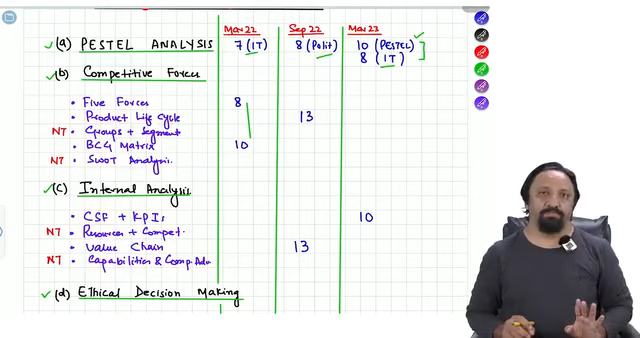 Mar 22 Sep 22 Mar 23
(a) PESTEL ANALYSIS 7 (IT) 8 (Polit) 10 (PESTEL)
8 (IT)
(b) Competitive Forces
• Five Forces 8
• Product Life Cycle 13
NT • Groups + Segment
• BCG Matrix 10
NT • SWOT Analysis.
(c) Internal Analysis
• CSF + KPIs 10
NT • Resources + Compet.
• Value Chain 13
NT • Capabilities & Comp. Adv
(d) Ethical Decision Making